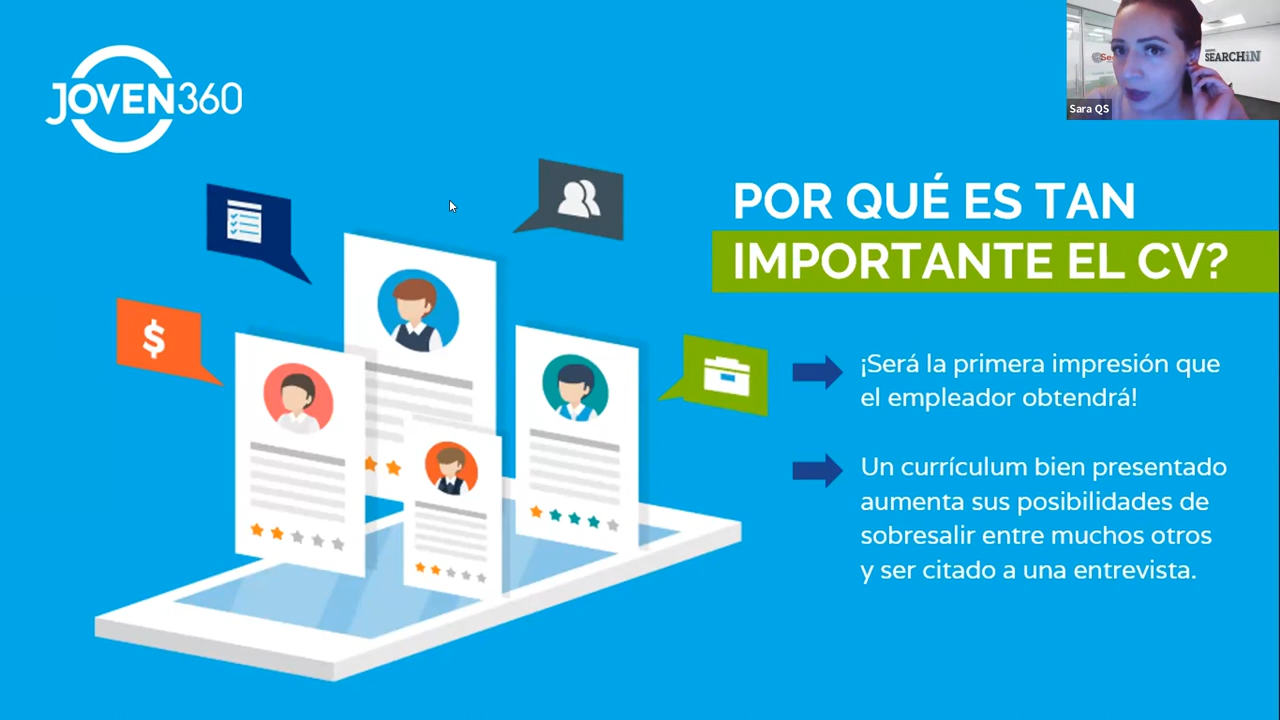 JOVEN360
SEARCHiN
Sara QS
POR QUÉ ES TAN
IMPORTANTE EL CV?
$
¡Será la primera impresión que
el empleador obtendrá!
Un currículum bien presentado
aumenta sus posibilidades de
sobresalir entre muchos otros
y ser citado a una entrevista.